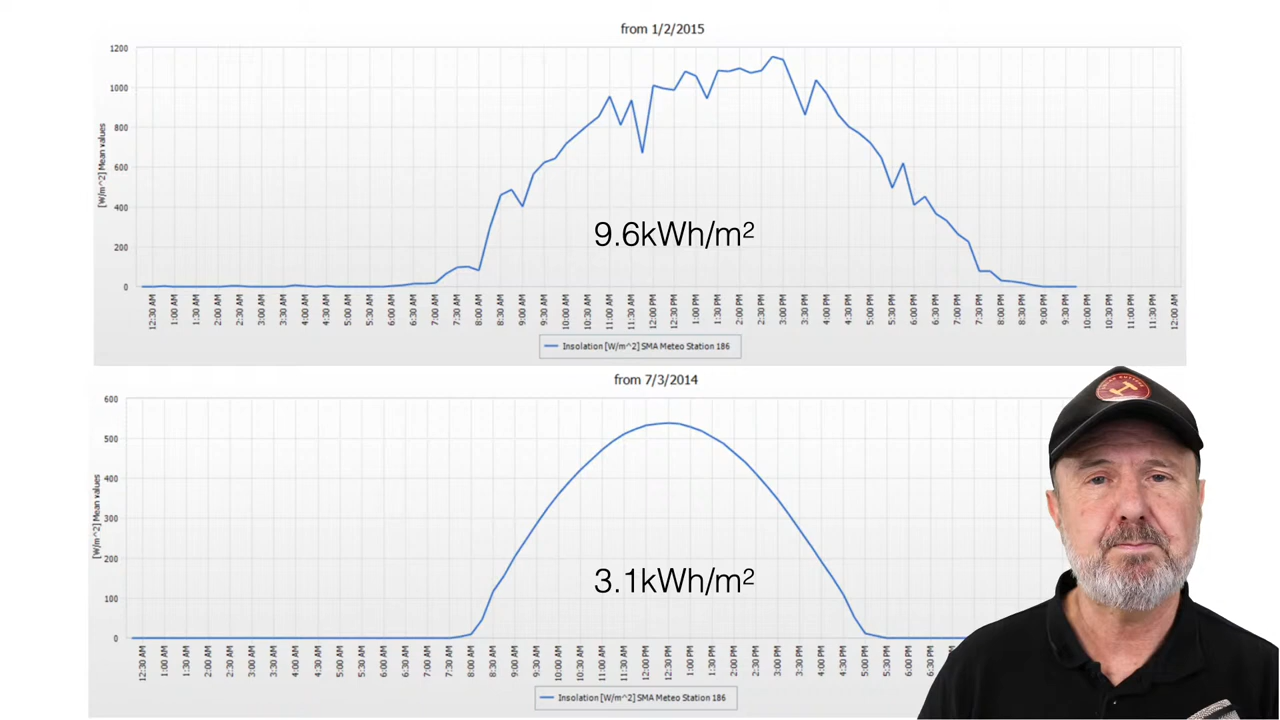 from 1/2/2015
1200
1000
800
600
400
200
0
[W/m^2] Mean values
9.6kWh/m²
12:30 AM 1:00 AM 1:30 AM 2:00 AM 2:30 AM 3:00 AM 3:30 AM 4:00 AM 4:30 AM 5:00 AM 5:30 AM 6:00 AM 6:30 AM 7:00 AM 7:30 AM 8:00 AM 8:30 AM 9:00 AM 9:30 AM 10:00 AM 10:30 AM 11:00 AM 11:30 AM 12:00 PM 12:30 PM 1:00 PM 1:30 PM 2:00 PM 2:30 PM 3:00 PM 3:30 PM 4:00 PM 4:30 PM 5:00 PM 5:30 PM 6:00 PM 6:30 PM 7:00 PM 7:30 PM 8:00 PM 8:30 PM 9:00 PM 9:30 PM 10:00 PM 10:30 PM 11:00 PM 11:30 PM 12:00 AM
Insolation [W/m^2] SMA Meteo Station 186
from 7/3/2014
600
500
400
300
200
100
0
[W/m^2] Mean values
3.1kWh/m²
12:30 AM 1:00 AM 1:30 AM 2:00 AM 2:30 AM 3:00 AM 3:30 AM 4:00 AM 4:30 AM 5:00 AM 5:30 AM 6:00 AM 6:30 AM 7:00 AM 7:30 AM 8:00 AM 8:30 AM 9:00 AM 9:30 AM 10:00 AM 10:30 AM 11:00 AM 11:30 AM 12:00 PM 12:30 PM 1:00 PM 1:30 PM 2:00 PM 2:30 PM 3:00 PM 3:30 PM 4:00 PM 4:30 PM 5:00 PM 5:30 PM 6:00 PM 6:30
Insolation [W/m^2] SMA Meteo Station 186